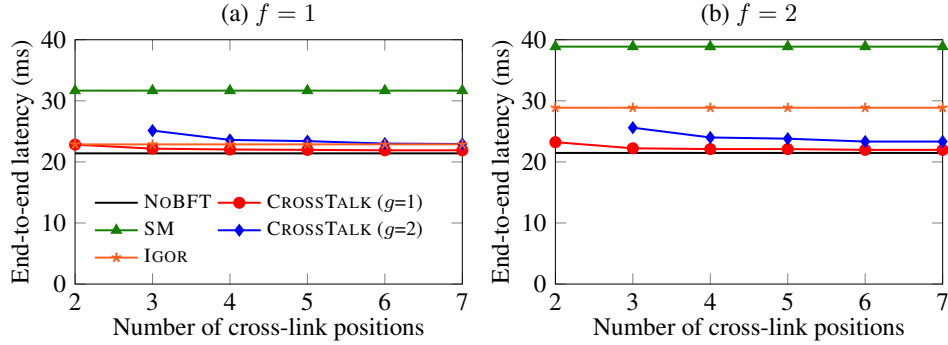 (a) f = 1
End-to-end latency (ms)
40
30
20
10
0
NOBFT
SM
IGOR
CROSSTALK (g=1)
CROSSTALK (g=2)
2 3 4 5 6 7
Number of cross-link positions
(b) f = 2
End-to-end latency (ms)
40
30
20
10
0
2 3 4 5 6 7
Number of cross-link positions